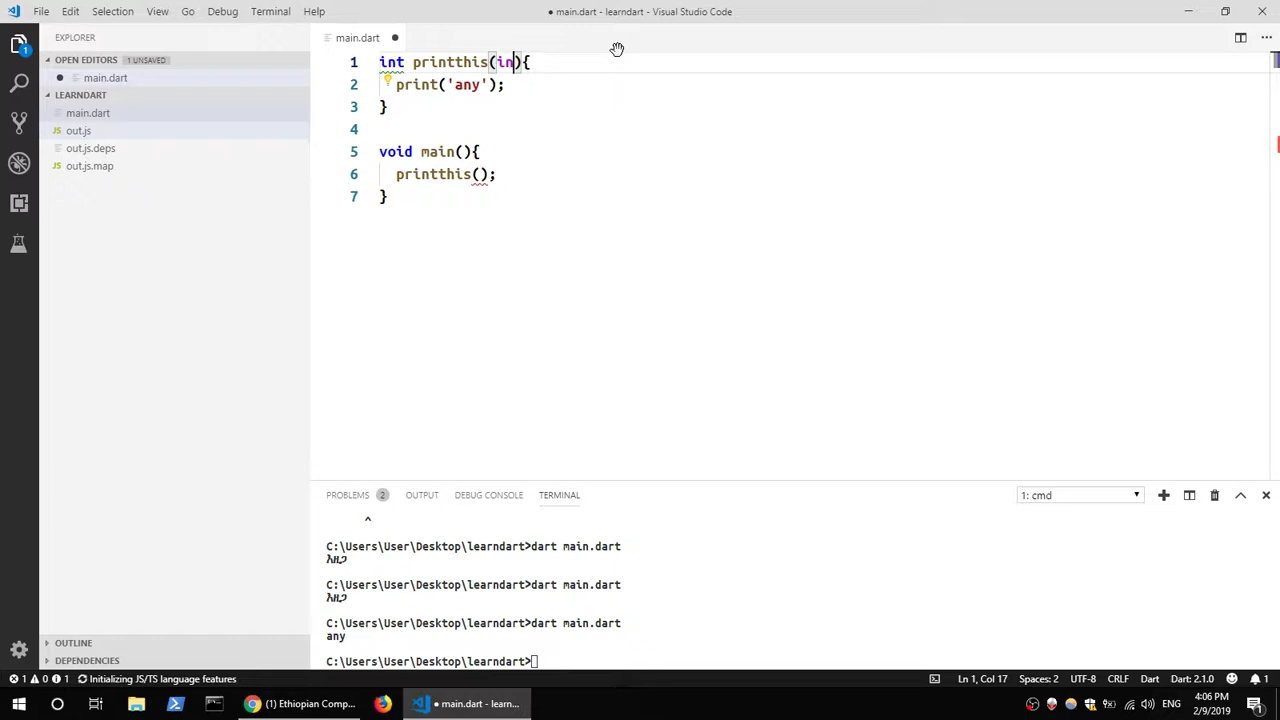 File Edit Selection View Go Debug Terminal Help
● main.dart - learndart - Visual Studio Code
EXPLORER
OPEN EDITORS 1 UNSAVED
main.dart
LEARNDART
main.dart
out.js
out.js.deps
out.js.map
OUTLINE
DEPENDENCIES
main.dart ●
1 int printthis(in){
2 print('any');
3 }
4
5 void main(){
6 printthis();
7 }
PROBLEMS 2 OUTPUT DEBUG CONSOLE TERMINAL
1: cmd
^
C:\Users\User\Desktop\learndart>dart main.dart
እዚጋ
C:\Users\User\Desktop\learndart>dart main.dart
እዚጋ
C:\Users\User\Desktop\learndart>dart main.dart
any
C:\Users\User\Desktop\learndart>
1 0 1 Initializing JS/TS language features
Ln 1, Col 17 Spaces: 2 UTF-8 CRLF Dart Dart: 2.1.0 1
(1) Ethiopian Comp...
● main.dart - learn...
ENG
4:06 PM
2/9/2019